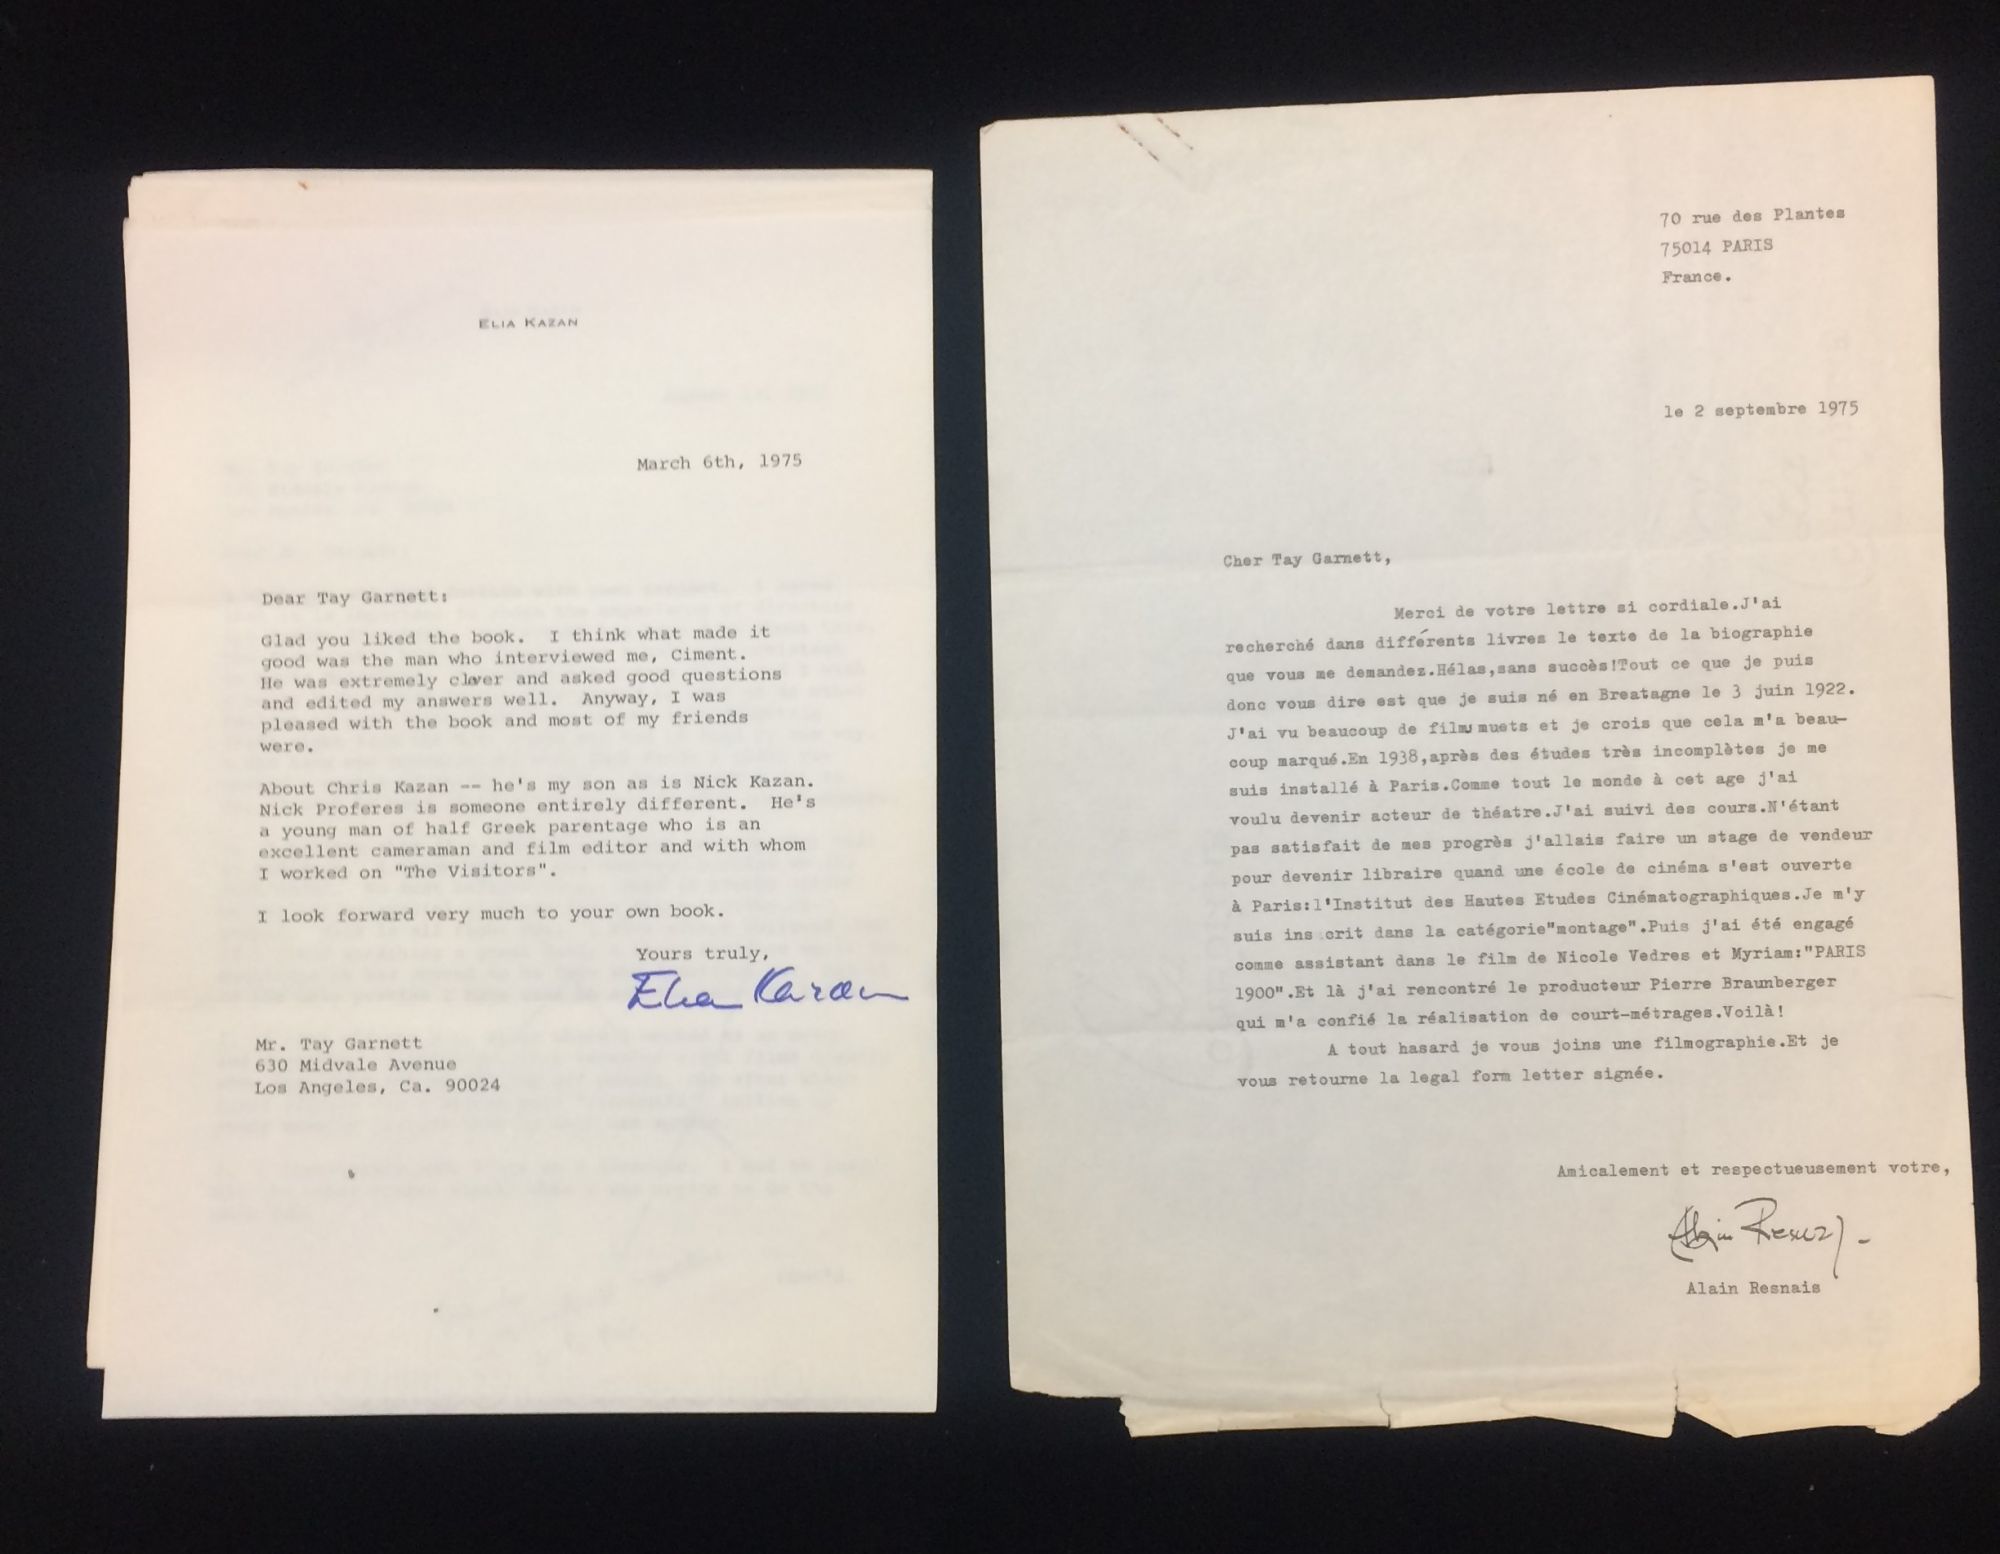 ELIA KAZAN
March 6th, 1975
Dear Tay Garnett:
Glad you liked the book.  I think what made it
good was the man who interviewed me, Ciment.
He was extremely clever and asked good questions
and edited my answers well.  Anyway, I was
pleased with the book and most of my friends
were.
About Chris Kazan -- he's my son as is Nick Kazan.
Nick Proferes is someone entirely different.  He's
a young man of half Greek parentage who is an
excellent cameraman and film editor and with whom
I worked on "The Visitors".
I look forward very much to your own book.
Yours truly,
Elia Kazan
Mr. Tay Garnett
630 Midvale Avenue
Los Angeles, Ca. 90024
70 rue des Plantes
75014 PARIS
France.
le 2 septembre 1975
Cher Tay Garnett,
Merci de votre lettre si cordiale.J'ai
recherché dans différents livres le texte de la biographie
que vous me demandez.Hélas,sans succès!Tout ce que je puis
donc vous dire est que je suis né en Breatagne le 3 juin 1922.
J'ai vu beaucoup de films muets et je crois que cela m'a beau-
coup marqué.En 1938,après des études très incomplètes je me
suis installé à Paris.Comme tout le monde à cet age j'ai
voulu devenir acteur de théatre.J'ai suivi des cours.N'étant
pas satisfait de mes progrès j'allais faire un stage de vendeur
pour devenir libraire quand une école de cinéma s'est ouverte
à Paris:l'Institut des Hautes Etudes Cinématographiques.Je m'y
suis ins crit dans la catégorie"montage".Puis j'ai été engagé
comme assistant dans le film de Nicole Vedres et Myriam:"PARIS
1900".Et là j'ai rencontré le producteur Pierre Braunberger
qui m'a confié la réalisation de court-métrages.Voilà!
A tout hasard je vous joins une filmographie.Et je
vous retourne la legal form letter signée.
Amicalement et respectueusement votre,
Alain Resnais
Alain Resnais